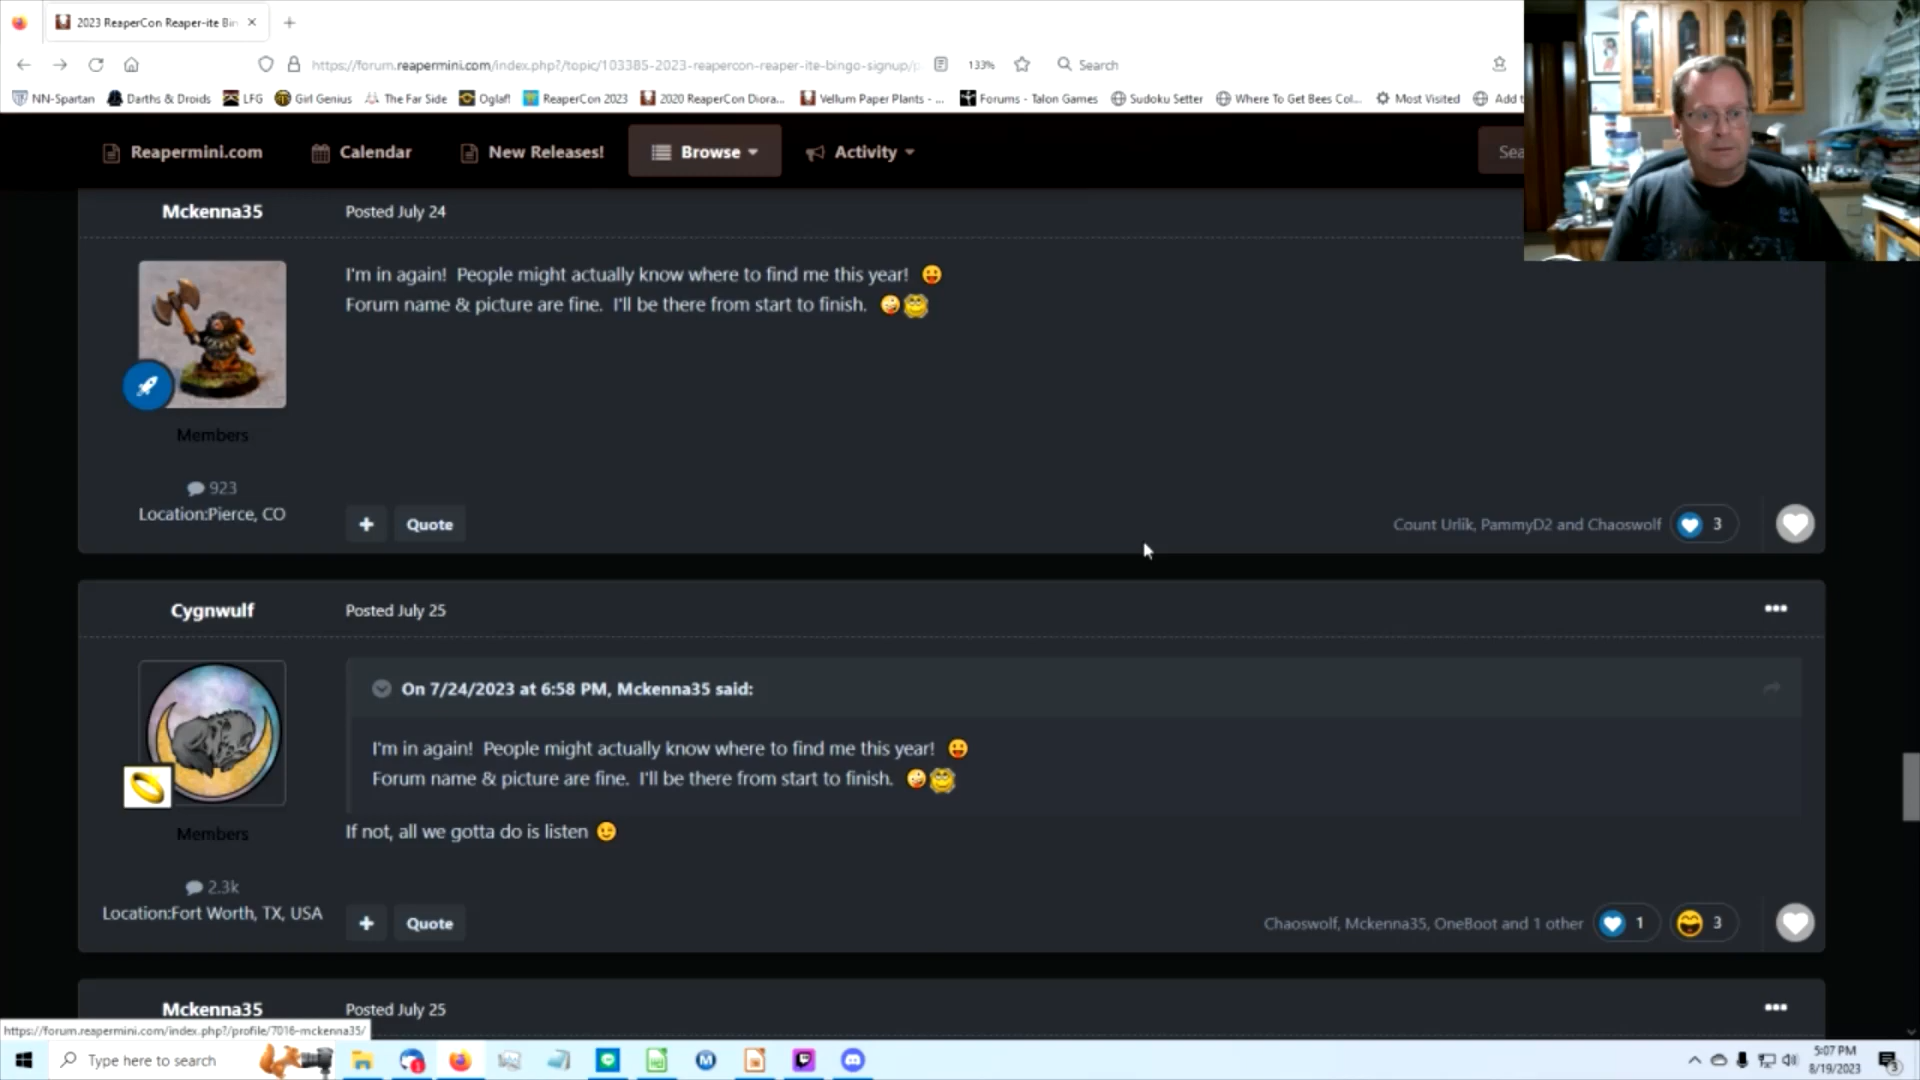 2023 ReaperCon Reaper-ite Bin
https://forum.reapermini.com/index.php?/topic/103385-2023-reapercon-reaper-ite-bingo-signup/p
133%
Search
NN-Spartan
Darths & Droids
LFG
Girl Genius
The Far Side
Oglaf!
ReaperCon 2023
2020 ReaperCon Diora...
Vellum Paper Plants - ...
Forums - Talon Games
Sudoku Setter
Where To Get Bees Col...
Most Visited
Add t
Reapermini.com
Calendar
New Releases!
Browse
Activity
Sea
Mckenna35
Posted July 24
I'm in again! People might actually know where to find me this year!
Forum name & picture are fine. I'll be there from start to finish.
Members
923
Location:Pierce, CO
+
Quote
Count Urlik, PammyD2 and Chaoswolf
3
Cygnwulf
Posted July 25
On 7/24/2023 at 6:58 PM, Mckenna35 said:
I'm in again! People might actually know where to find me this year!
Forum name & picture are fine. I'll be there from start to finish.
If not, all we gotta do is listen
Members
2.3k
Location:Fort Worth, TX, USA
+
Quote
Chaoswolf, Mckenna35, OneBoot and 1 other
1
3
Mckenna35
Posted July 25
https://forum.reapermini.com/index.php?/profile/7016-mckenna35/
Type here to search
5:07 PM
8/19/2023
3